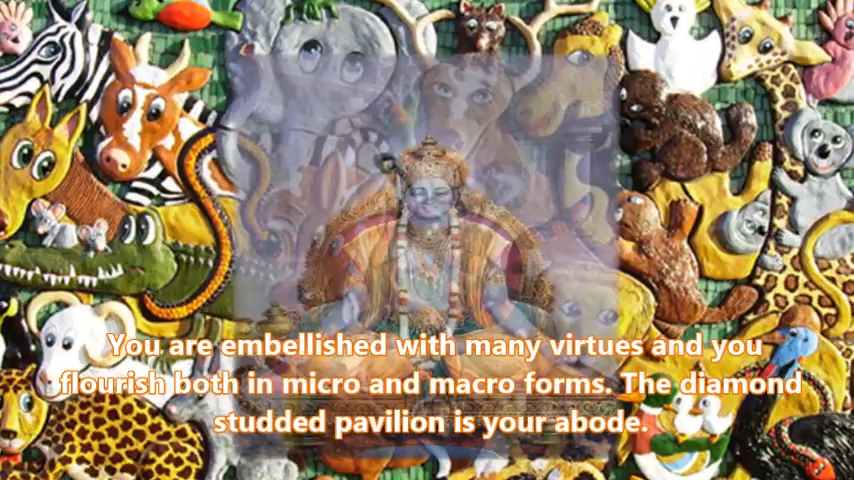 You are embellished with many virtues and you
flourish both in micro and macro forms. The diamond
studded pavilion is your abode.